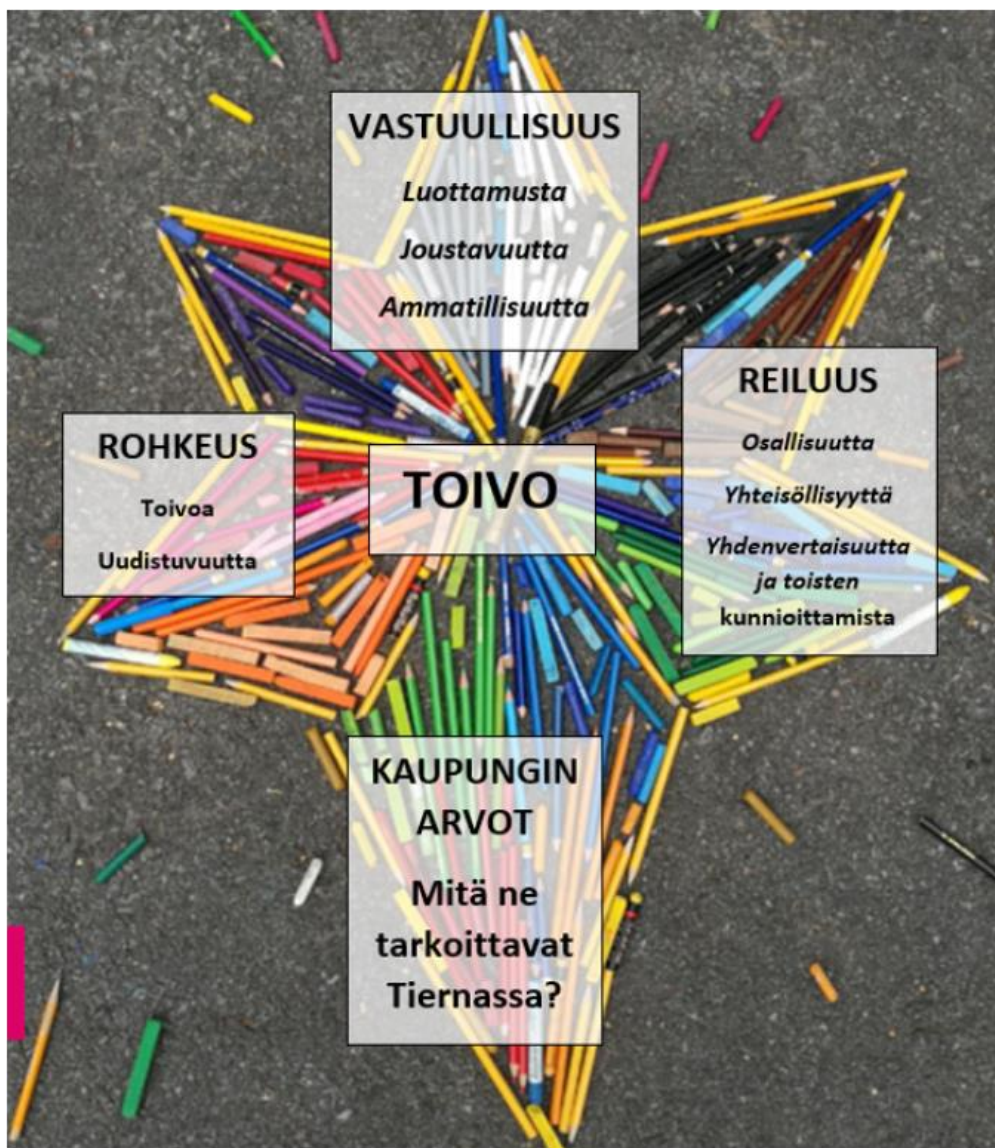 VASTUULLISUUS
Luottamusta
Joustavuutta
Ammatillisuutta
REILUUS
Osallisuutta
Yhteisöllisyyttä
Yhdenvertaisuutta
ja toisten
kunnioittamista
ROHKEUS
Toivoa
Uudistuvuutta
TOIVO
KAUPUNGIN
ARVOT
Mitä ne
tarkoittavat
Tiernassa?